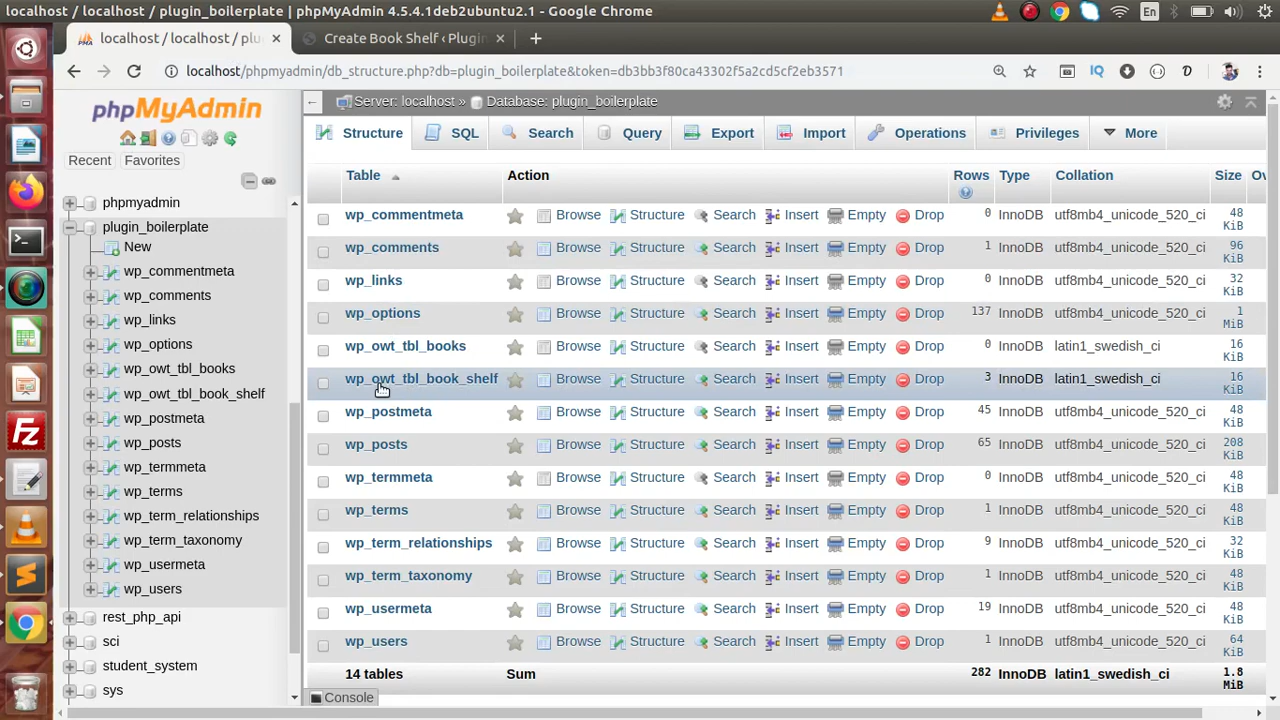 localhost / localhost / plugin_boilerplate | phpMyAdmin 4.5.4.1deb2ubuntu2.1 - Google Chrome
En
localhost / localhost / plu
Create Book Shelf ‹ Plugin
localhost/phpmyadmin/db_structure.php?db=plugin_boilerplate&token=db3bb3f80ca43302f5a2cd5cf2eb3571
IQ
phpMyAdmin
Recent Favorites
phpmyadmin
plugin_boilerplate
New
wp_commentmeta
wp_comments
wp_links
wp_options
wp_owt_tbl_books
wp_owt_tbl_book_shelf
wp_postmeta
wp_posts
wp_termmeta
wp_terms
wp_term_relationships
wp_term_taxonomy
wp_usermeta
wp_users
rest_php_api
sci
student_system
sys
Server: localhost » Database: plugin_boilerplate
Structure SQL Search Query Export Import Operations Privileges More
Table Action Rows Type Collation Size Ov
wp_commentmeta Browse Structure Search Insert Empty Drop 0 InnoDB utf8mb4_unicode_520_ci 48 KiB
wp_comments Browse Structure Search Insert Empty Drop 1 InnoDB utf8mb4_unicode_520_ci 96 KiB
wp_links Browse Structure Search Insert Empty Drop 0 InnoDB utf8mb4_unicode_520_ci 32 KiB
wp_options Browse Structure Search Insert Empty Drop 137 InnoDB utf8mb4_unicode_520_ci 1 MiB
wp_owt_tbl_books Browse Structure Search Insert Empty Drop 0 InnoDB latin1_swedish_ci 16 KiB
wp_owt_tbl_book_shelf Browse Structure Search Insert Empty Drop 3 InnoDB latin1_swedish_ci 16 KiB
wp_postmeta Browse Structure Search Insert Empty Drop 45 InnoDB utf8mb4_unicode_520_ci 48 KiB
wp_posts Browse Structure Search Insert Empty Drop 65 InnoDB utf8mb4_unicode_520_ci 208 KiB
wp_termmeta Browse Structure Search Insert Empty Drop 0 InnoDB utf8mb4_unicode_520_ci 48 KiB
wp_terms Browse Structure Search Insert Empty Drop 1 InnoDB utf8mb4_unicode_520_ci 48 KiB
wp_term_relationships Browse Structure Search Insert Empty Drop 9 InnoDB utf8mb4_unicode_520_ci 32 KiB
wp_term_taxonomy Browse Structure Search Insert Empty Drop 1 InnoDB utf8mb4_unicode_520_ci 48 KiB
wp_usermeta Browse Structure Search Insert Empty Drop 19 InnoDB utf8mb4_unicode_520_ci 48 KiB
wp_users Browse Structure Search Insert Empty Drop 1 InnoDB utf8mb4_unicode_520_ci 64 KiB
14 tables Sum 282 InnoDB latin1_swedish_ci 1.8 MiB
Console